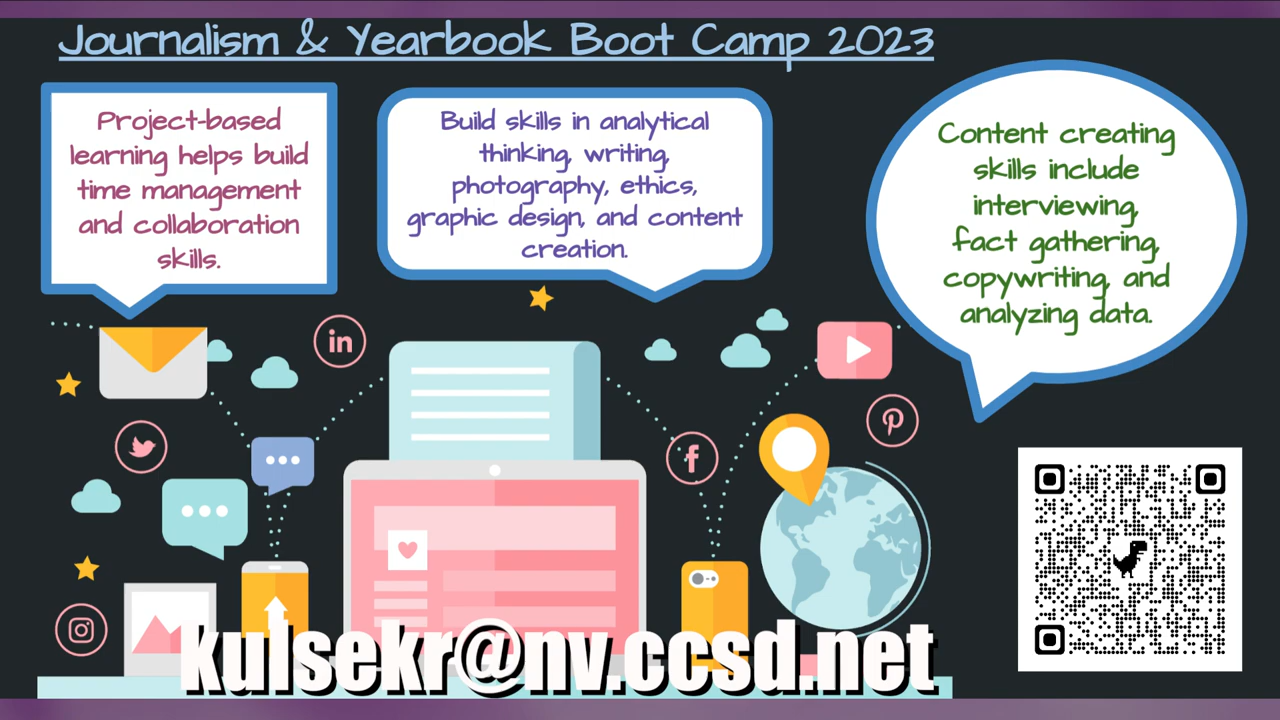 Journalism & Yearbook Boot Camp 2023
Project-based
learning helps build
time management
and collaboration
skills.
Build skills in analytical
thinking, writing,
photography, ethics,
graphic design, and content
creation.
Content creating
skills include
interviewing,
fact gathering,
copywriting, and
analyzing data.
in
f
kulsekr@nv.ccsd.net